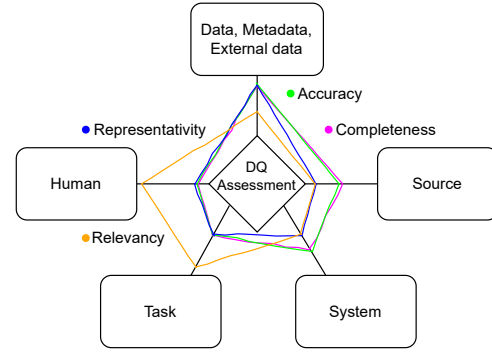 Data, Metadata,
External data
Accuracy
Representativity
Completeness
DQ
Assessment
Human
Source
Relevancy
Task
System